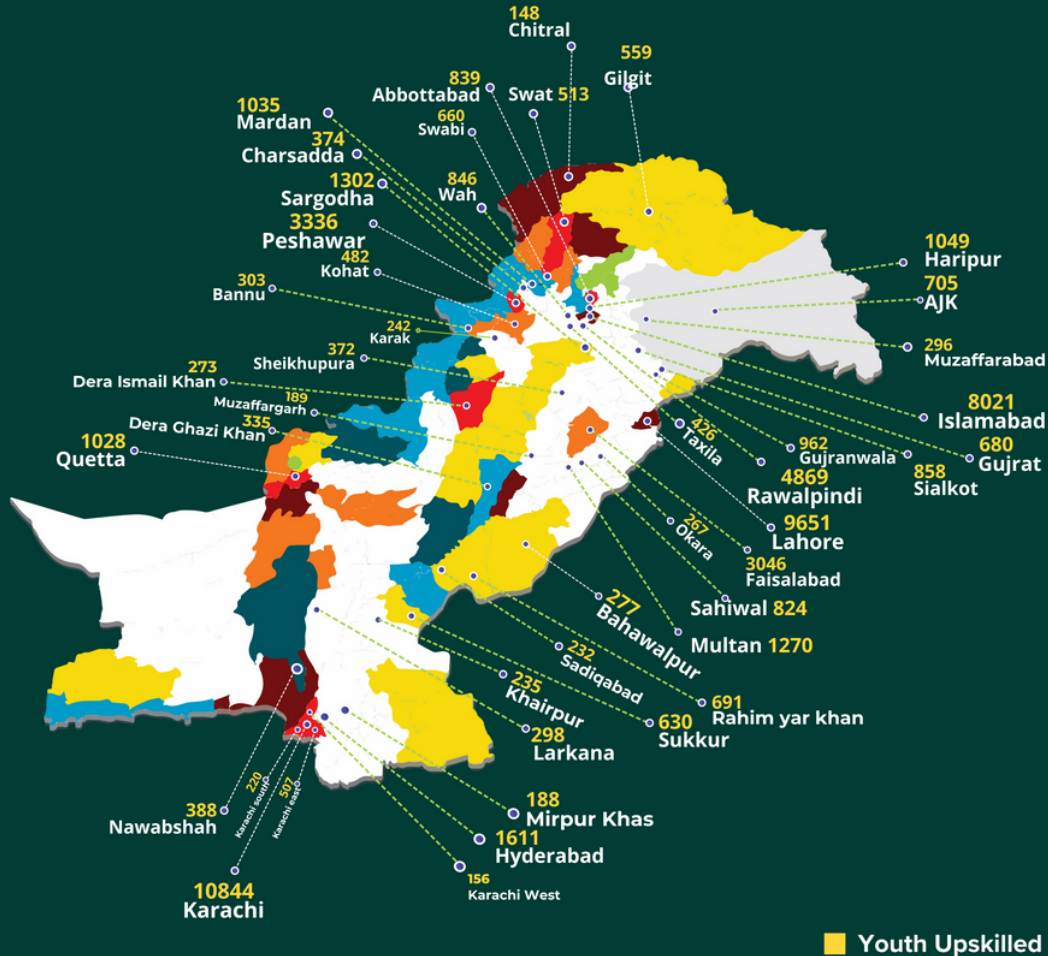 148
Chitral
559
Gilgit
839
Abbottabad
Swat 513
660
Swabi
1035
Mardan
374
Charsadda
1302
Sargodha
846
Wah
3336
Peshawar
482
Kohat
303
Bannu
242
Karak
372
Sheikhupura
273
Dera Ismail Khan
189
Muzaffargarh
335
Dera Ghazi Khan
1028
Quetta
1049
Haripur
705
AJK
296
Muzaffarabad
8021
Islamabad
680
Gujrat
858
Sialkot
962
Gujranwala
426
Taxila
4869
Rawalpindi
9651
Lahore
267
Okara
3046
Faisalabad
Sahiwal 824
Multan 1270
277
Bahawalpur
232
Sadiqabad
691
Rahim yar khan
235
Khairpur
630
Sukkur
298
Larkana
220
Karachi south
507
Karachi east
388
Nawabshah
188
Mirpur Khas
1611
Hyderabad
156
Karachi West
10844
Karachi
Youth Upskilled